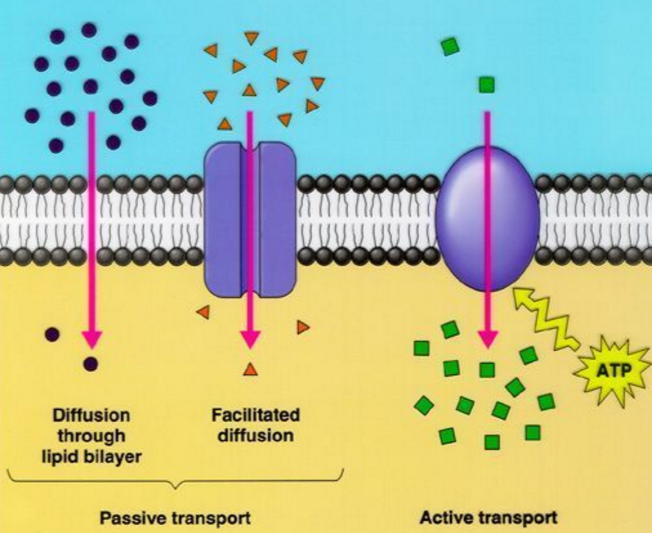 ATP
Diffusion
through
lipid bilayer
Facilitated
diffusion
Passive transport
Active transport